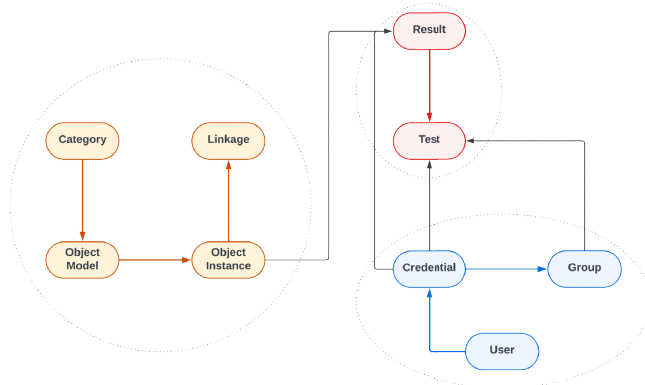 Result
Category
Linkage
Test
Object
Model
Object
Instance
Credential
Group
User